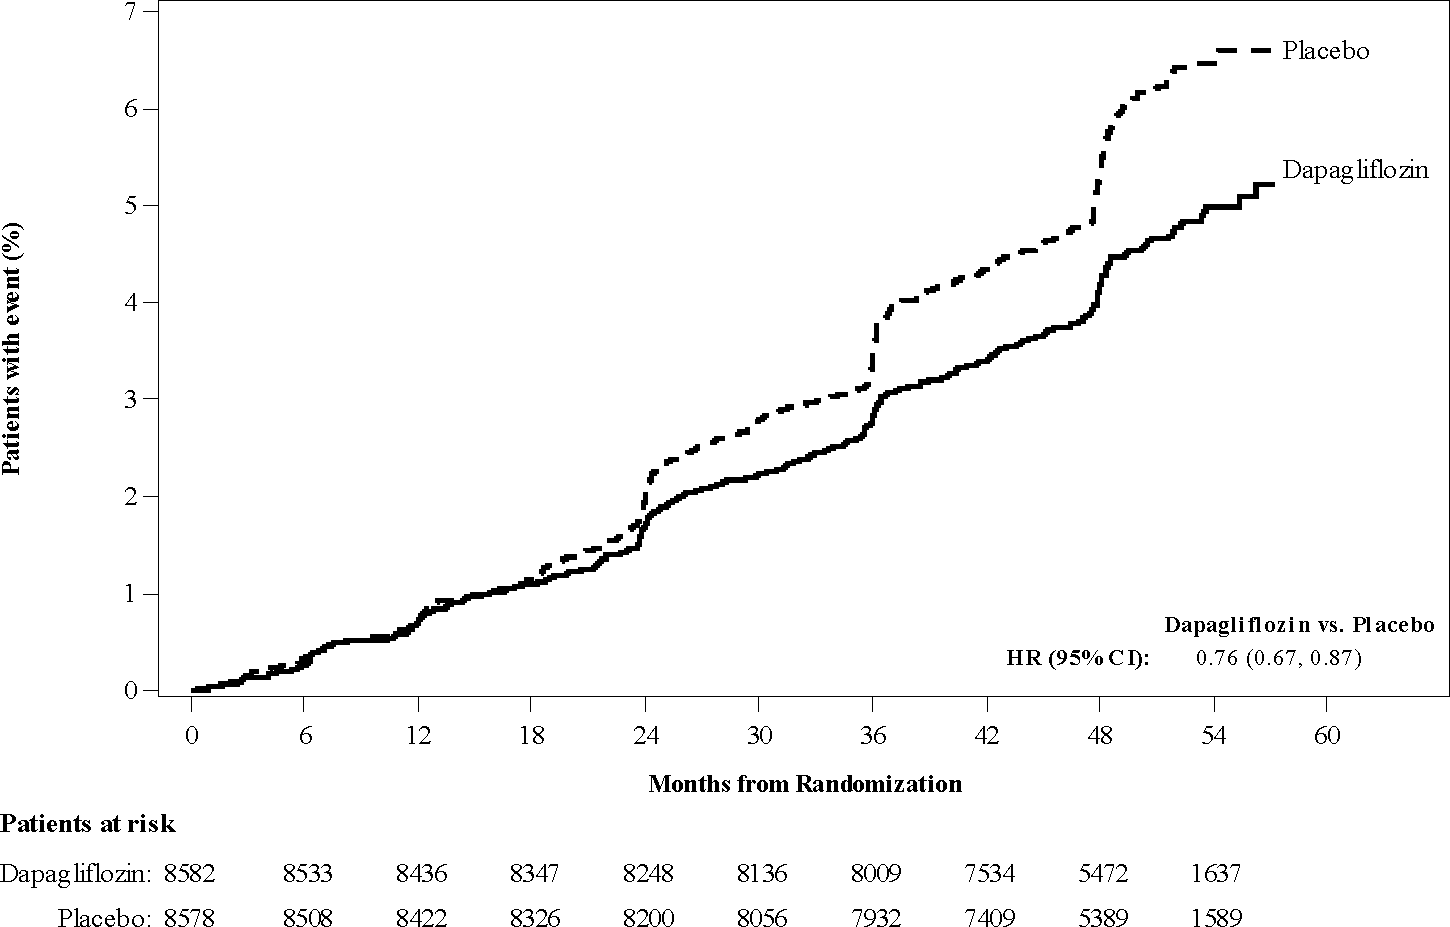 7
Placebo
6
Dapagliflozin
5
Patients with event (%)
4
3
2
1
Dapagliflozin vs. Placebo
HR (95% CI): 0.76 (0.67, 0.87)
0
0 6 12 18 24 30 36 42 48 54 60
Months from Randomization
Patients at risk
Dapagliflozin: 8582 8533 8436 8347 8248 8136 8009 7534 5472 1637
Placebo: 8578 8508 8422 8326 8200 8056 7932 7409 5389 1589